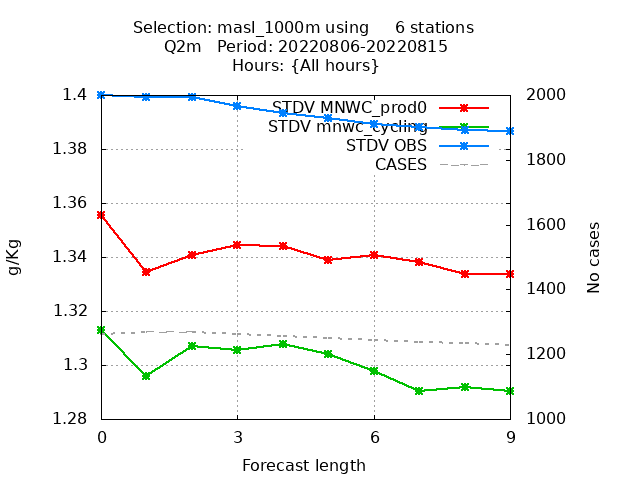 Selection: masl_1000m using     6 stations
Q2m   Period: 20220806-20220815
Hours: {All hours}
1.4
1.38
1.36
1.34
1.32
1.3
1.28
g/Kg
STDV MNWC_prod0
STDV mnwc_cycling
STDV OBS
CASES
2000
1800
1600
1400
1200
1000
No cases
0
3
6
9
Forecast length